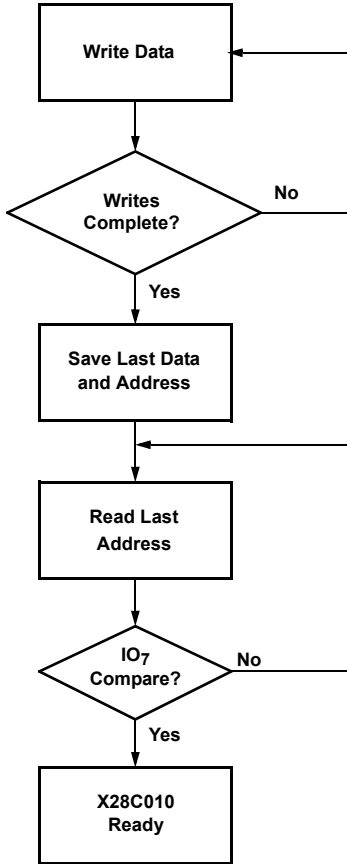 Write Data
Writes
Complete?
No
Yes
Save Last Data
and Address
Read Last
Address
IO7
Compare?
No
Yes
X28C010
Ready